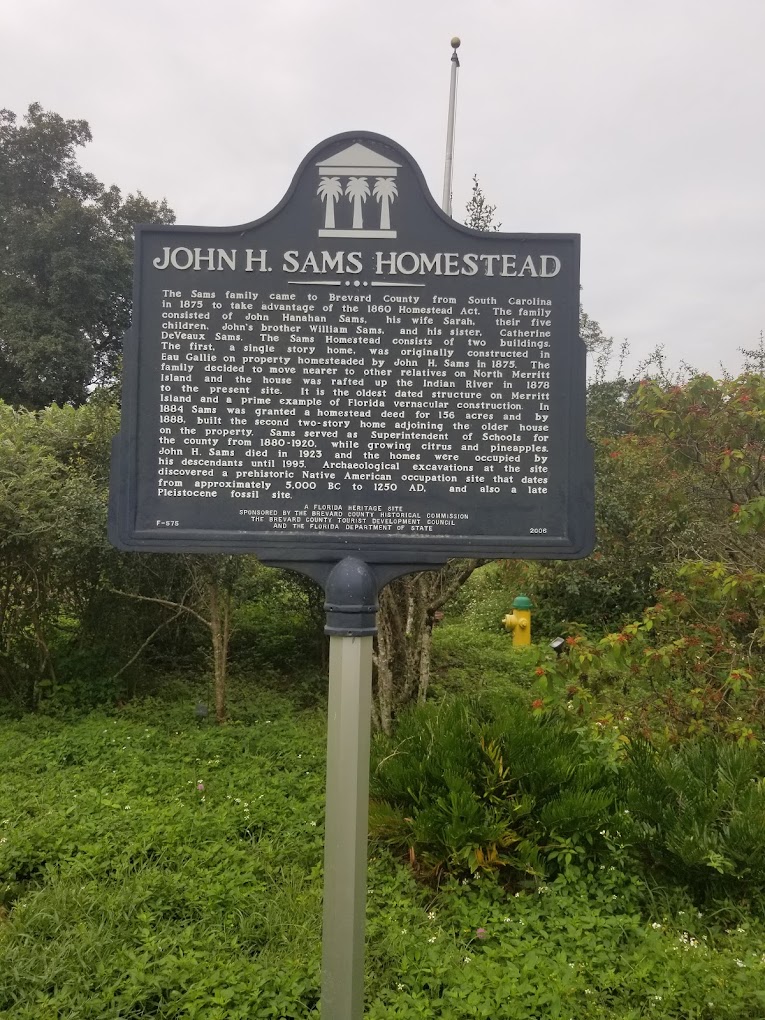 JOHN H. SAMS HOMESTEAD
The Sams family came to Brevard County from South Carolina
in 1875 to take advantage of the 1860 Homestead Act. The family
consisted of John Hanahan Sams, his wife Sarah, their five
children, John's brother William Sams, and his sister, Catherine
DeVeaux Sams. The Sams Homestead consists of two buildings.
The first, a single story home, was originally constructed in
Eau Gallie on property homesteaded by John H. Sams in 1875. The
family decided to move nearer to other relatives on North Merritt
Island and the house was rafted up the Indian River in 1878
to the present site. It is the oldest dated structure on Merritt
Island and a prime example of Florida vernacular construction. In
1884 Sams was granted a homestead deed for 156 acres and by
1888, built the second two-story home adjoining the older house
on the property. Sams served as Superintendent of Schools for
the county from 1880-1920, while growing citrus and pineapples.
John H. Sams died in 1923 and the homes were occupied by
his descendants until 1995. Archaeological excavations at the site
discovered a prehistoric Native American occupation site that dates
from approximately 5,000 BC to 1250 AD, and also a late
Pleistocene fossil site.
A FLORIDA HERITAGE SITE
SPONSORED BY THE BREVARD COUNTY HISTORICAL COMMISSION
THE BREVARD COUNTY TOURIST DEVELOPMENT COUNCIL
AND THE FLORIDA DEPARTMENT OF STATE
F-575 2006